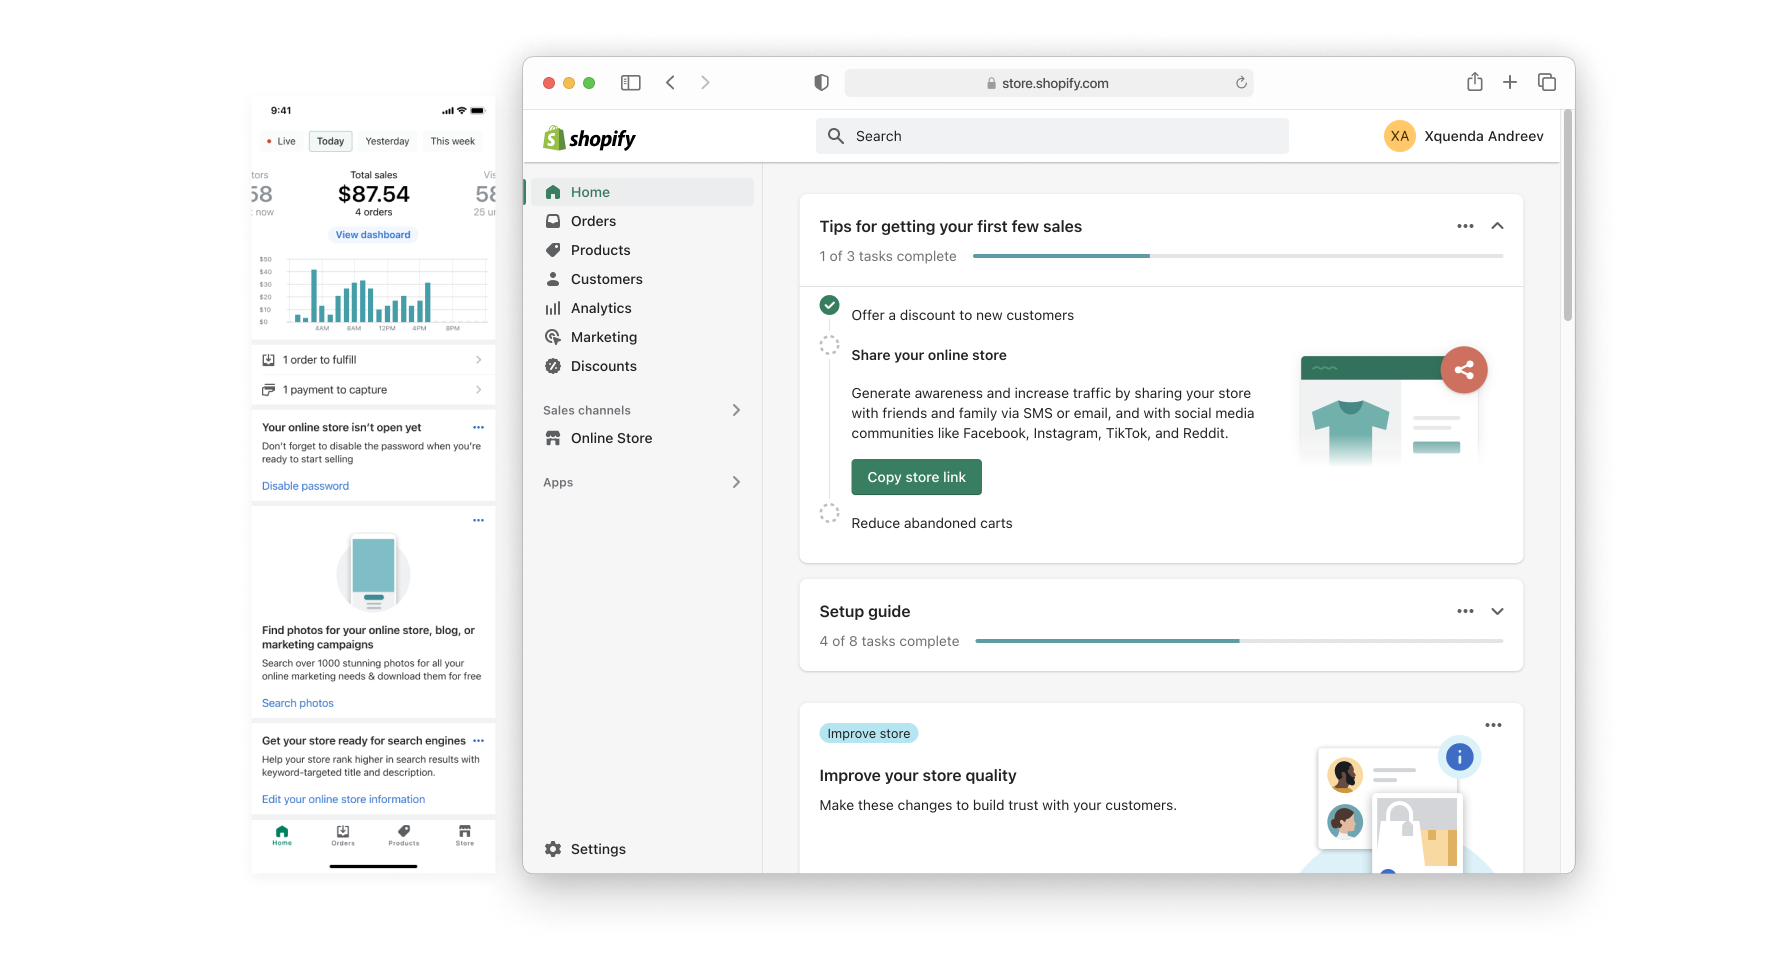 9:41
Live Today Yesterday This week
tors Total sales Vis
58 $87.54 58
: now 4 orders 25 ur
View dashboard
$50
$40
$30
$20
$10
$0
4AM 8AM 12PM 4PM 8PM
1 order to fulfill
1 payment to capture
Your online store isn't open yet
Don't forget to disable the password when you're
ready to start selling
Disable password
Find photos for your online store, blog, or
marketing campaigns
Search over 1000 stunning photos for all your
online marketing needs & download them for free
Search photos
Get your store ready for search engines
Help your store rank higher in search results with
keyword-targeted title and description.
Edit your online store information
Home Orders Products Store
store.shopify.com
shopify
Search
XA Xquenda Andreev
Home
Orders
Products
Customers
Analytics
Marketing
Discounts
Sales channels
Online Store
Apps
Settings
Tips for getting your first few sales
1 of 3 tasks complete
Offer a discount to new customers
Share your online store
Generate awareness and increase traffic by sharing your store
with friends and family via SMS or email, and with social media
communities like Facebook, Instagram, TikTok, and Reddit.
Copy store link
Reduce abandoned carts
Setup guide
4 of 8 tasks complete
Improve store
Improve your store quality
Make these changes to build trust with your customers.